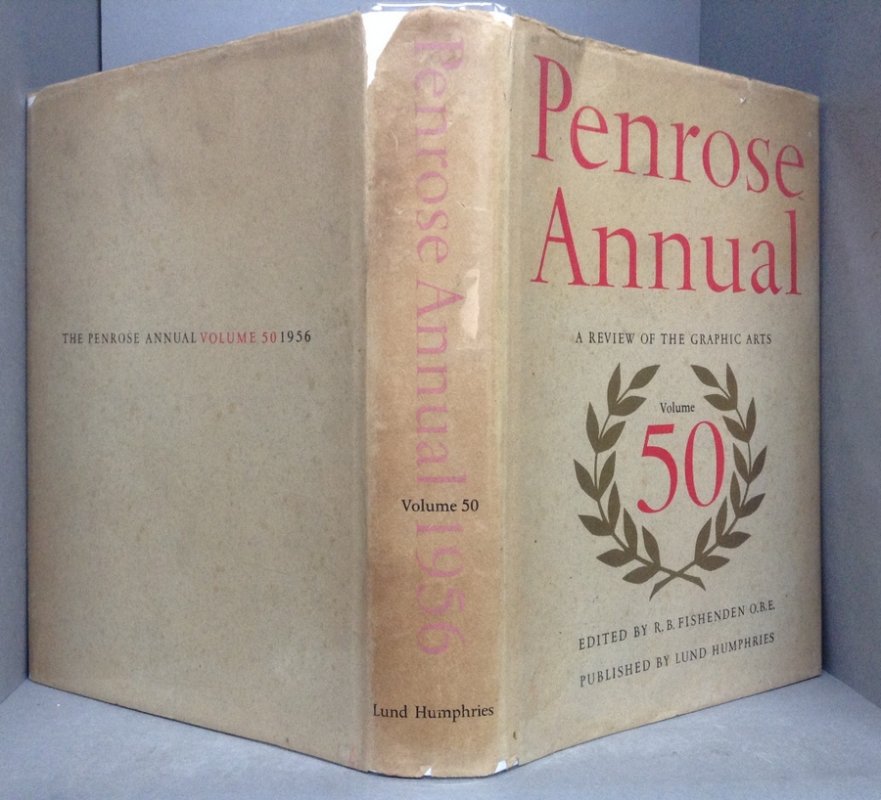 THE PENROSE ANNUAL VOLUME 50 1956
Penrose Annual 1956
Volume 50
Lund Humphries
Penrose
Annual
A REVIEW OF THE GRAPHIC ARTS
Volume
50
EDITED BY R. B. FISHENDEN O.B.E.
PUBLISHED BY LUND HUMPHRIES